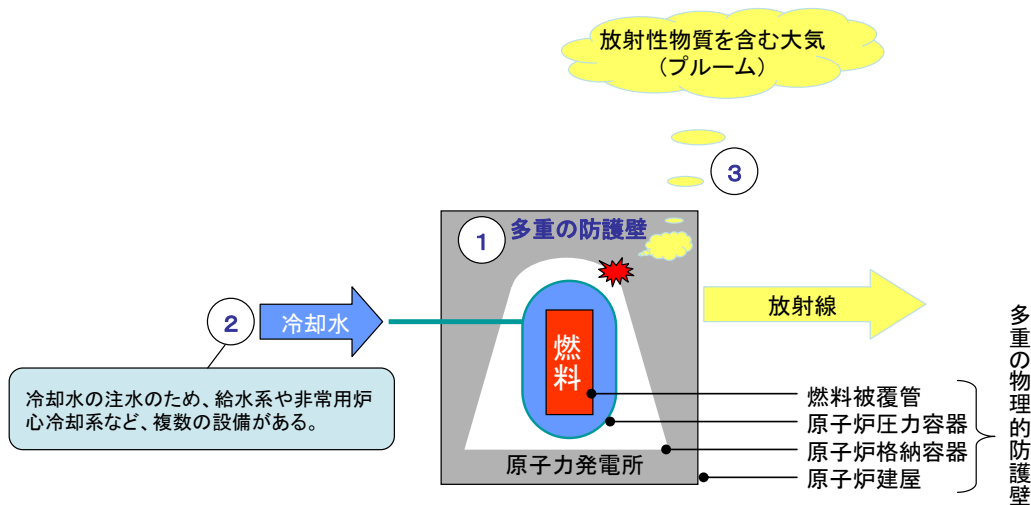 放射性物質を含む大気
（プルーム）
3
1
多重の防護壁
2
冷却水
放射線
燃料
冷却水の注水のため、給水系や非常用炉
心冷却系など、複数の設備がある。
燃料被覆管
原子炉圧力容器
原子炉格納容器
原子炉建屋
原子力発電所
多重の物理的防護壁